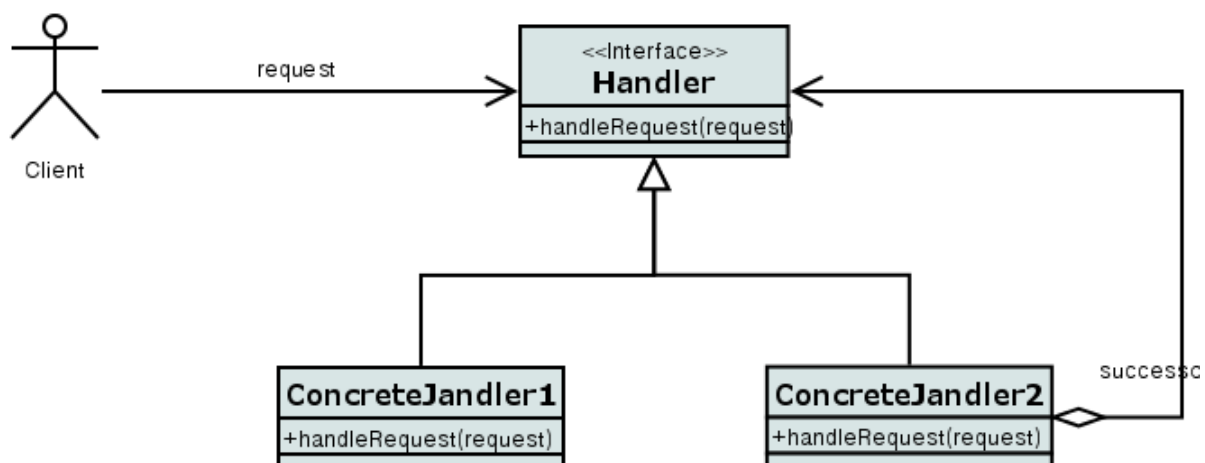 request
Client
<<Interface>>
Handler
+handleRequest(request)
successo
ConcreteJandler1
+handleRequest(request)
ConcreteJandler2
+handleRequest(request)